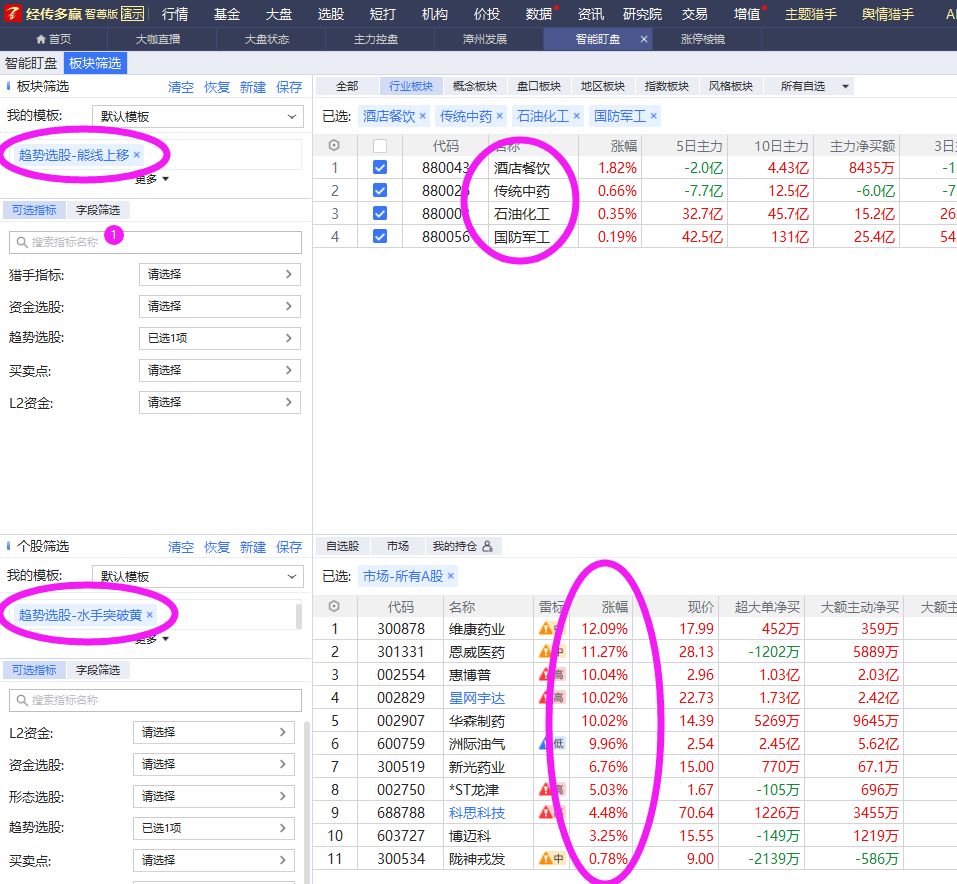 经传多赢 智尊版 演示 行情 基金 大盘 选股 短打 机构 价投 数据 资讯 研究院 交易 增值 主题猎手 舆情猎手
首页 大咖直播 大盘状态 主力控盘 漳州发展 智能盯盘 × 涨停棱镜
智能盯盘 板块筛选
板块筛选 清空 恢复 新建 保存
我的模板: 默认模板
趋势选股-能线上移 ×
更多
可选指标 字段筛选
搜索指标名称
1
猎手指标: 请选择
资金选股: 请选择
趋势选股: 已选1项
买卖点: 请选择
L2资金: 请选择
全部 行业板块 概念板块 盘口板块 地区板块 指数板块 风格板块 所有自选
已选: 酒店餐饮 × 传统中药 × 石油化工 × 国防军工 ×
代码 名称 涨幅 5日主力 10日主力 主力净买额
1 880043 酒店餐饮 1.82% -2.0亿 4.43亿 8435万
2 传统中药 0.66% -7.7亿 12.5亿 -6.0亿
3 石油化工 0.35% 32.7亿 45.7亿 15.2亿
4 880056 国防军工 0.19% 42.5亿 131亿 25.4亿
个股筛选 清空 恢复 新建 保存
我的模板: 默认模板
趋势选股-水手突破黄 ×
更多
可选指标 字段筛选
搜索指标名称
L2资金: 请选择
资金选股: 请选择
形态选股: 请选择
趋势选股: 已选1项
买卖点: 请选择
自选股 市场 我的持仓
已选: 市场-所有A股 ×
代码 名称 雷标 涨幅 现价 超大单净买 大额主动净买
1 300878 维康药业 中 12.09% 17.99 452万 359万
2 301331 恩威医药 中 11.27% 28.13 -1202万 5889万
3 002554 惠博普 高 10.04% 2.96 1.03亿 2.03亿
4 002829 星网宇达 高 10.02% 22.73 1.73亿 2.42亿
5 002907 华森制药 10.02% 14.39 5269万 9645万
6 600759 洲际油气 低 9.96% 2.54 2.45亿 5.62亿
7 300519 新光药业 6.76% 15.00 770万 67.1万
8 002750 *ST龙津 高 5.03% 1.67 -105万 696万
9 688788 科思科技 4.48% 70.64 1226万 3455万
10 603727 博迈科 3.25% 15.55 -149万 1219万
11 300534 陇神戎发 中 0.78% 9.00 -2139万 -586万